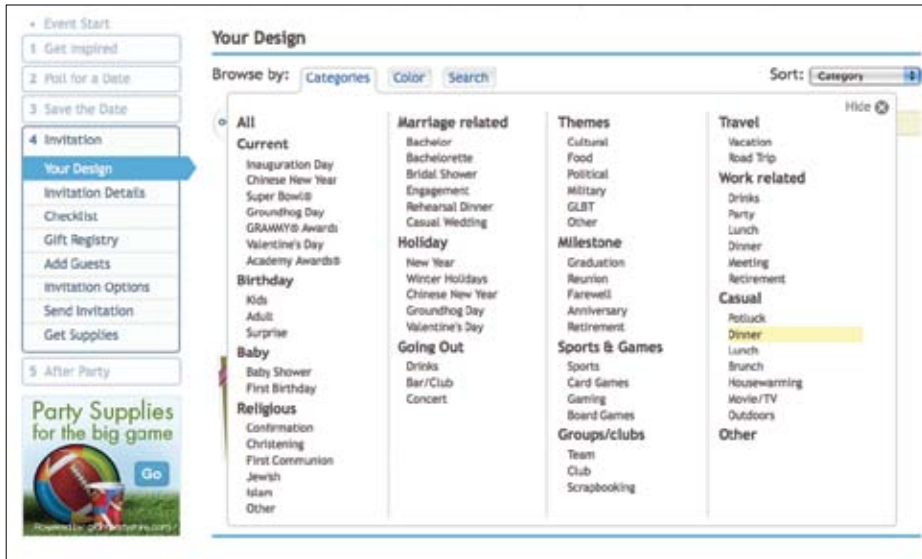 Event Start
1 Get Inspired
2 Poll for a Date
3 Save the Date
4 Invitation
Your Design
Invitation Details
Checklist
Gift Registry
Add Guests
Invitation Options
Send Invitation
Get Supplies
5 After Party
Party Supplies
for the big game
Go
Your Design
Browse by: Categories Color Search
Sort: Category
Hide
All
Current
Inauguration Day
Chinese New Year
Super Bowl®
Groundhog Day
GRAMMY® Awards
Valentine's Day
Academy Awards®
Birthday
Kids
Adult
Surprise
Baby
Baby Shower
First Birthday
Religious
Confirmation
Christening
First Communion
Jewish
Islam
Other
Marriage related
Bachelor
Bachelorette
Bridal Shower
Engagement
Rehearsal Dinner
Casual Wedding
Holiday
New Year
Winter Holidays
Chinese New Year
Groundhog Day
Valentine's Day
Going Out
Drinks
Bar/Club
Concert
Themes
Cultural
Food
Political
Military
GLBT
Other
Milestone
Graduation
Reunion
Farewell
Anniversary
Retirement
Sports & Games
Sports
Card Games
Gaming
Board Games
Groups/clubs
Team
Club
Scrapbooking
Travel
Vacation
Road Trip
Work related
Drinks
Party
Lunch
Dinner
Meeting
Retirement
Casual
Potluck
Dinner
Lunch
Brunch
Housewarming
Movie/TV
Outdoors
Other